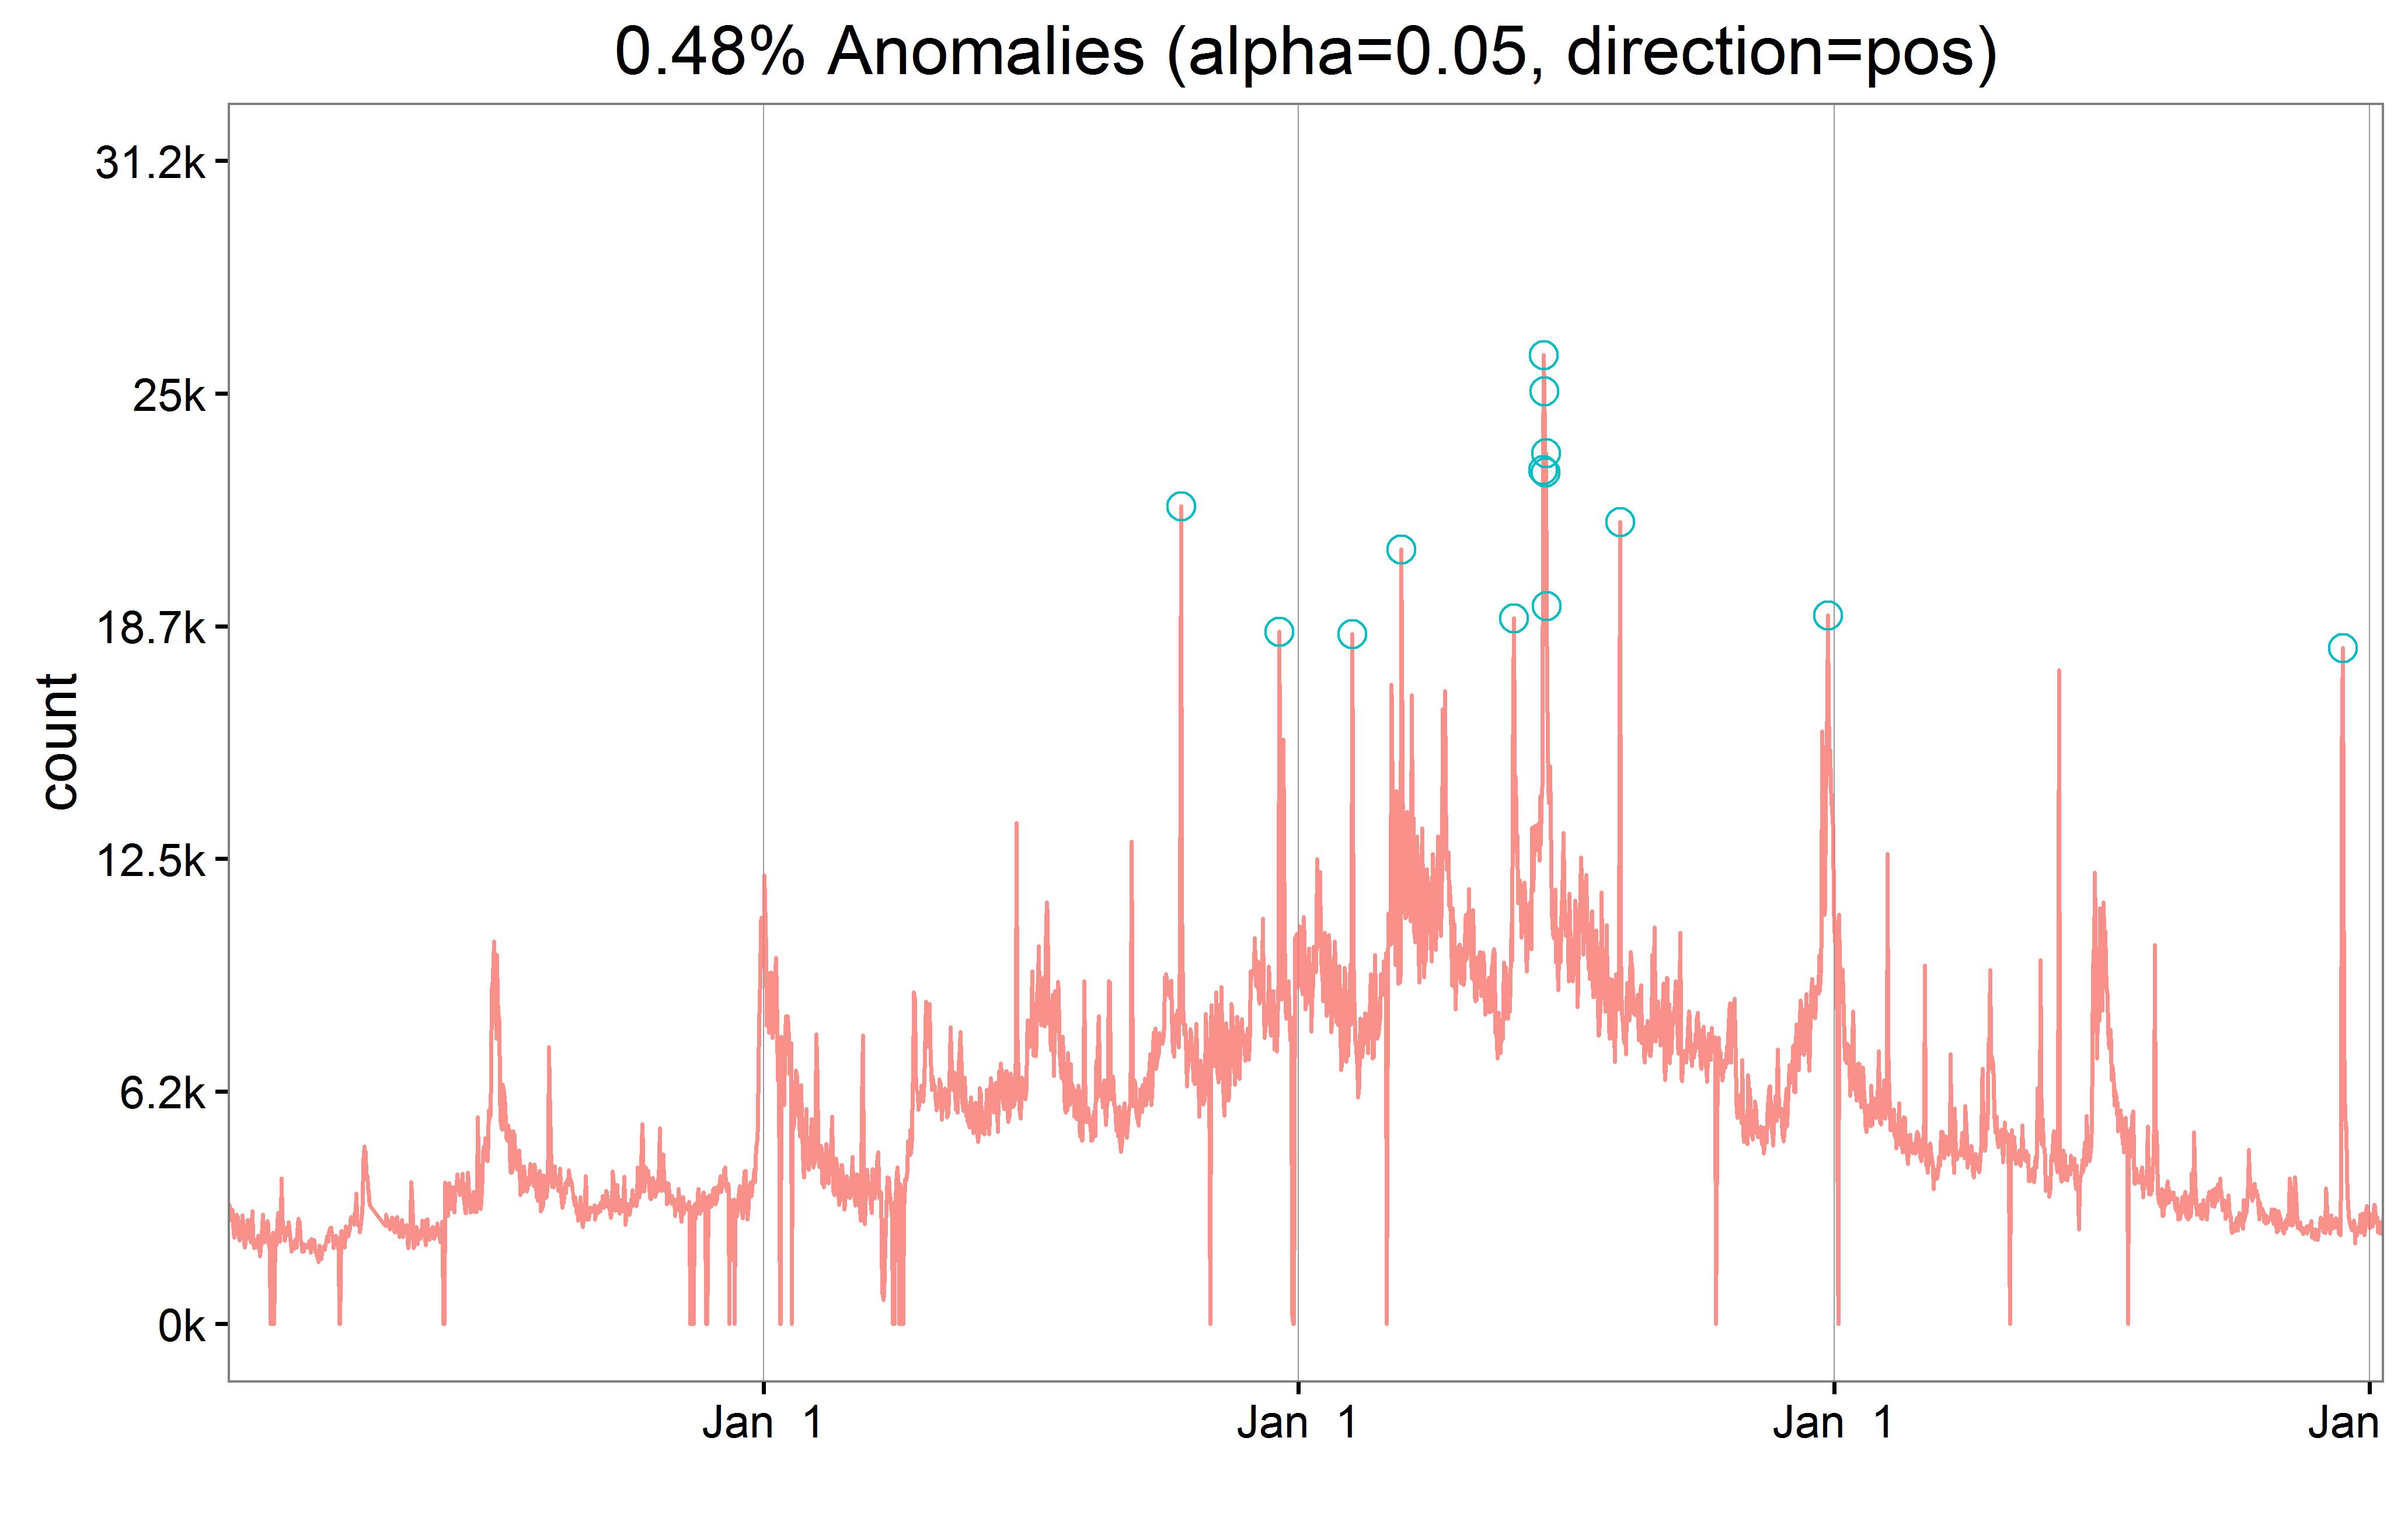 0.48% Anomalies (alpha=0.05, direction=pos)
31.2k
25k
18.7k
12.5k
6.2k
0k
count
Jan 1
Jan 1
Jan 1
Jan